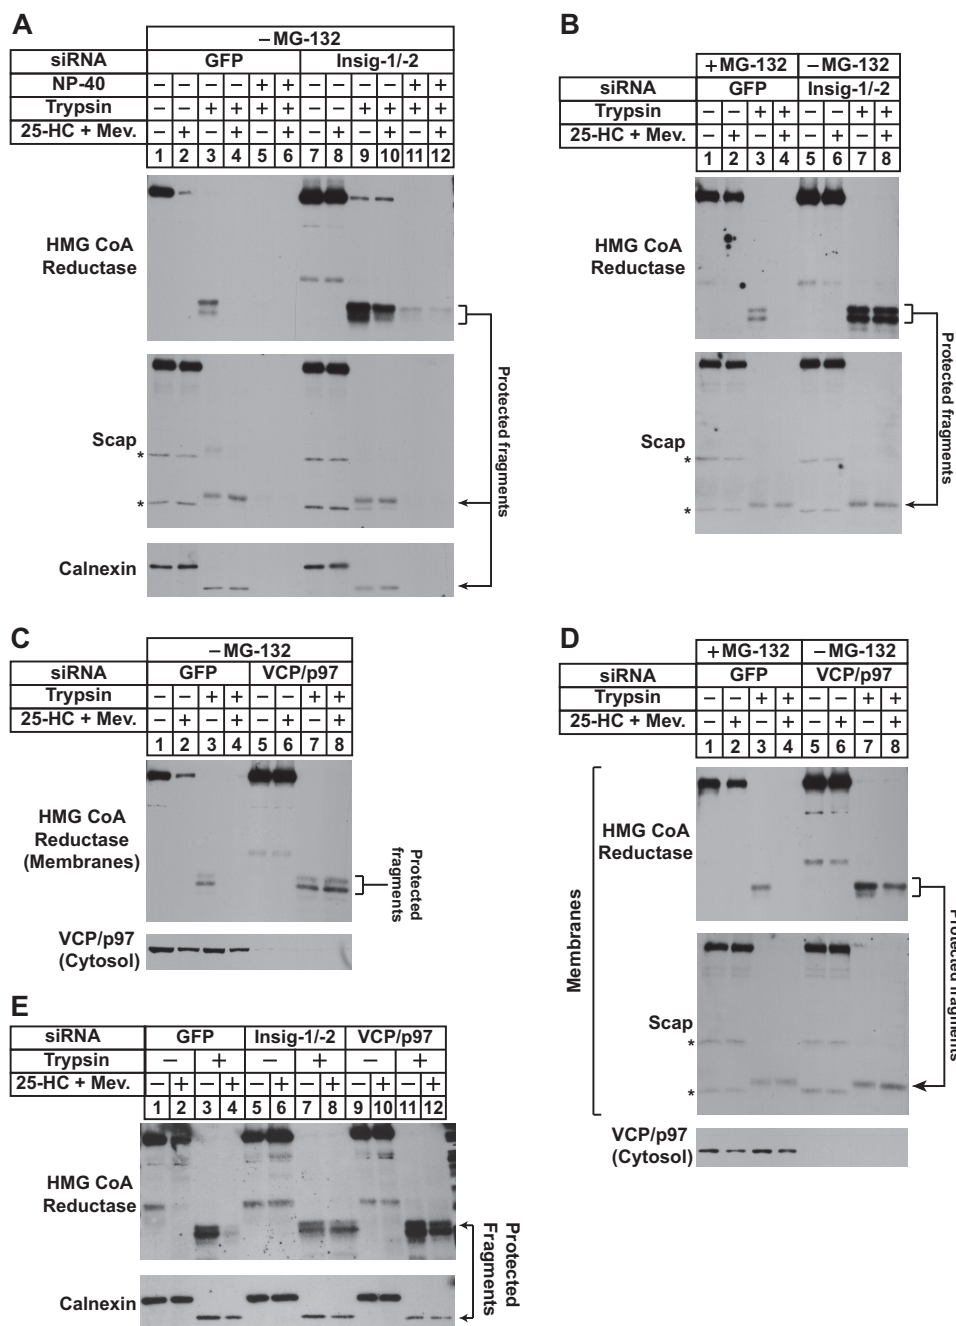 A
−MG-132
siRNA GFP Insig-1/-2
NP-40 − − − − + + − − − − + +
Trypsin − − + + + + − − + + + +
25-HC + Mev. − + − + − + − + − + − +
1 2 3 4 5 6 7 8 9 10 11 12
HMG CoA
Reductase
Scap
*
*
Calnexin
Protected fragments
B
+MG-132 −MG-132
siRNA GFP Insig-1/-2
Trypsin − − + + − − + +
25-HC + Mev. − + − + − + − +
1 2 3 4 5 6 7 8
HMG CoA
Reductase
Scap
*
*
Protected fragments
C
−MG-132
siRNA GFP VCP/p97
Trypsin − − + + − − + +
25-HC + Mev. − + − + − + − +
1 2 3 4 5 6 7 8
HMG CoA
Reductase
(Membranes)
Protected
fragments
VCP/p97
(Cytosol)
D
+MG-132 −MG-132
siRNA GFP VCP/p97
Trypsin − − + + − − + +
25-HC + Mev. − + − + − + − +
1 2 3 4 5 6 7 8
Membranes
HMG CoA
Reductase
Scap
*
*
Protected fragments
VCP/p97
(Cytosol)
E
siRNA GFP Insig-1/-2 VCP/p97
Trypsin − + − + − +
25-HC + Mev. − + − + − + − + − + − +
1 2 3 4 5 6 7 8 9 10 11 12
HMG CoA
Reductase
Calnexin
Protected
Fragments